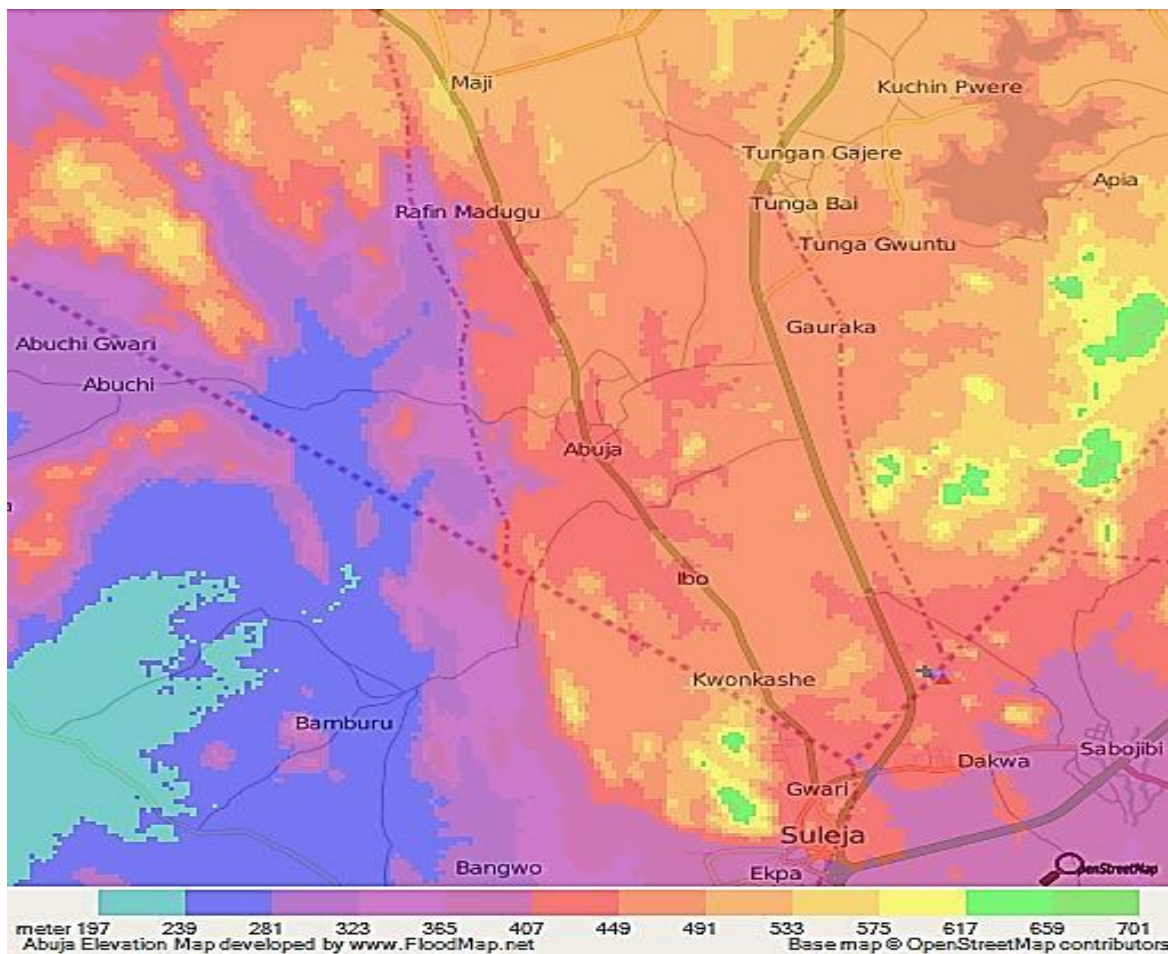 Maji
Kuchin Pwere
Tungan Gajere
Apia
Rafin Madugu
Tunga Bai
Tunga Gwuntu
Gauraka
Abuchi Gwari
Abuchi
Abuja
Ibo
Kwonkashe
Bamburu
Sabojibi
Dakwa
Gwari
Suleja
Bangwo
Ekpa
OpenStreetMap
meter 197 239 281 323 365 407 449 491 533 575 617 659 701
Abuja Elevation Map developed by www.FloodMap.net
Base map © OpenStreetMap contributors